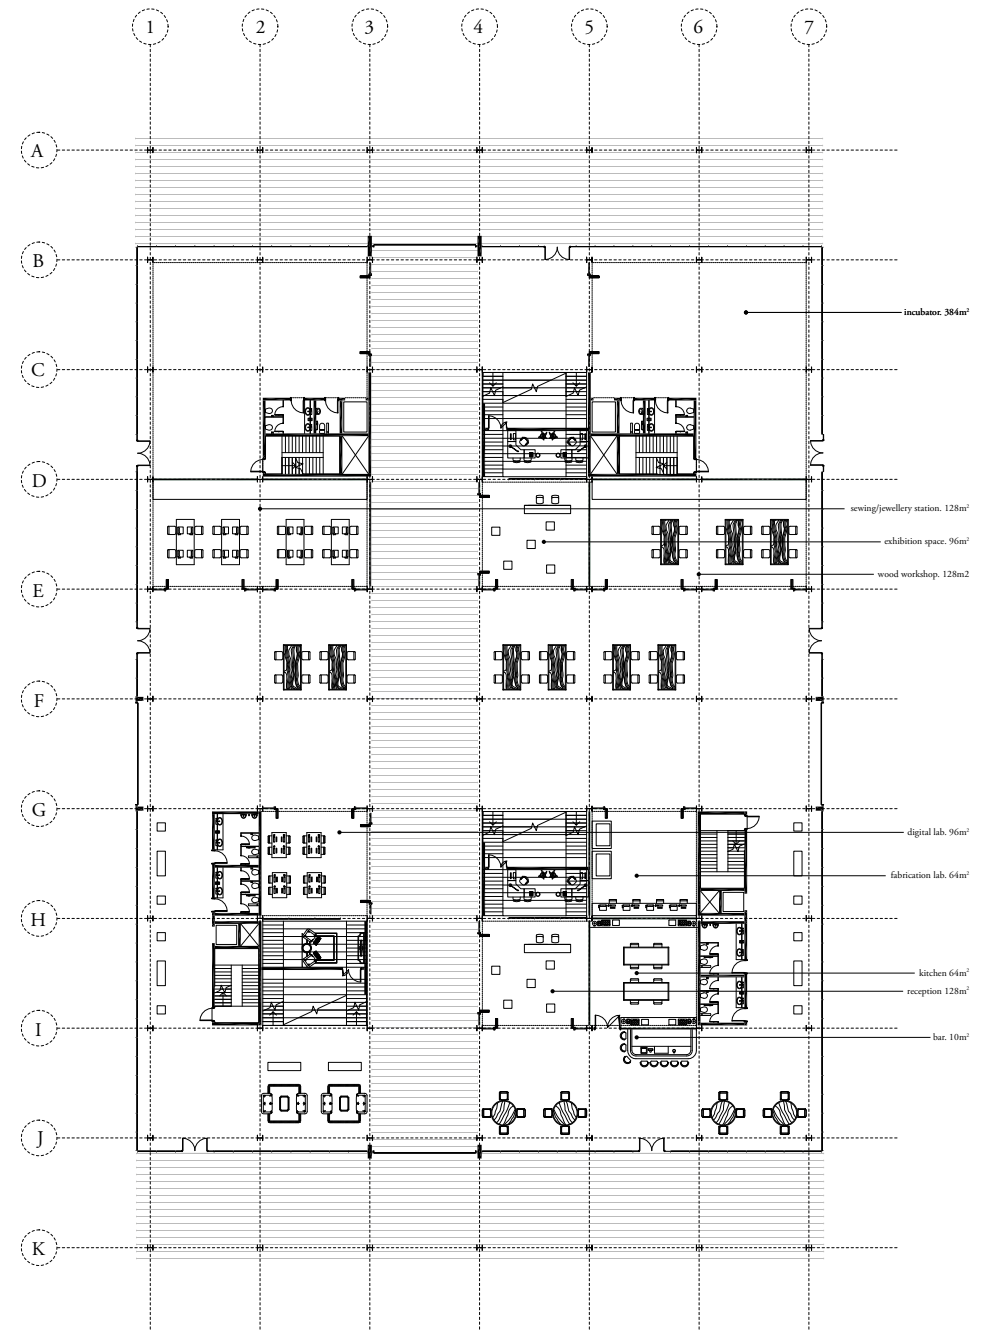 1 2 3 4 5 6 7
A
B
incubator. 384m²
C
D
sewing/jewellery station. 128m²
exhibition space. 96m²
wood workshop. 128m2
E
F
G
digital lab. 96m²
fabrication lab. 64m²
H
kitchen 64m²
reception 128m²
I
bar. 10m²
J
K